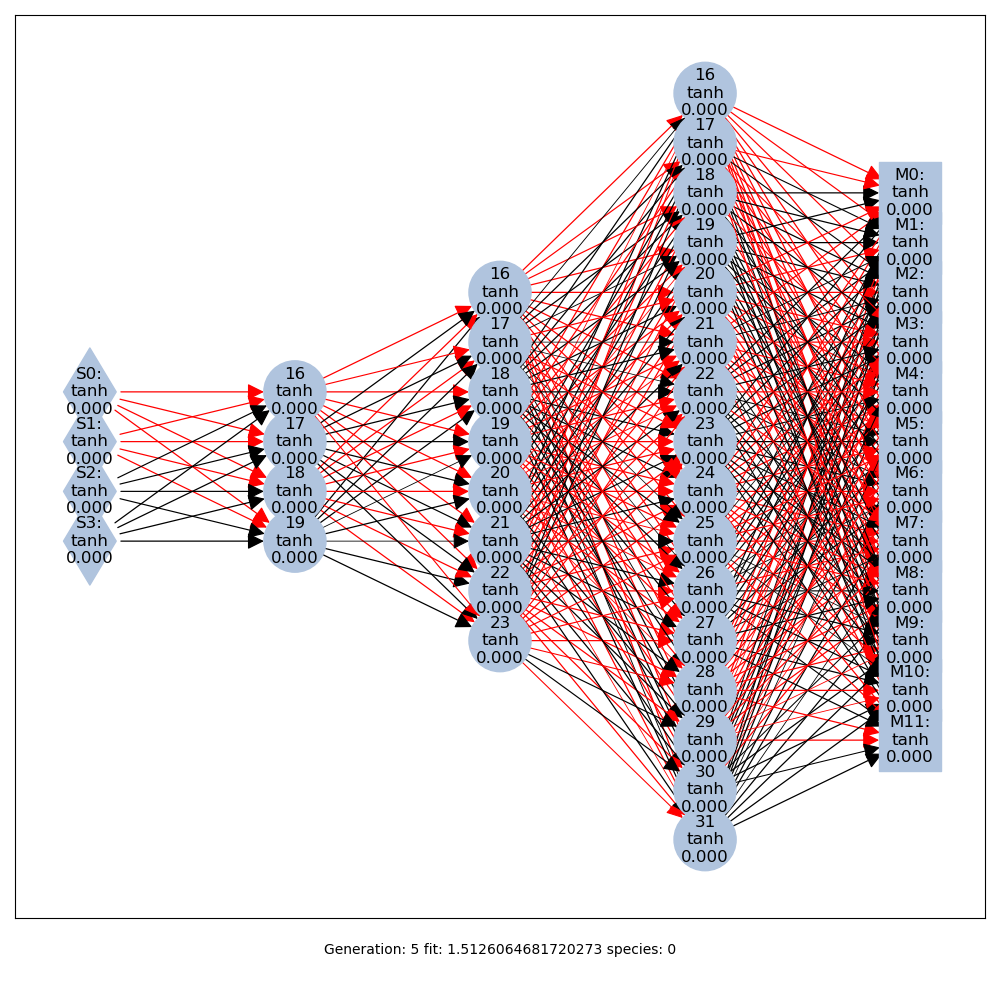 S0:
tanh
0.000
S1:
tanh
0.000
S2:
tanh
0.000
S3:
tanh
0.000
16
tanh
0.000
17
tanh
0.000
18
tanh
0.000
19
tanh
0.000
16
tanh
0.000
17
tanh
0.000
18
tanh
0.000
19
tanh
0.000
20
tanh
0.000
21
tanh
0.000
22
tanh
0.000
23
tanh
0.000
16
tanh
0.000
17
tanh
0.000
18
tanh
0.000
19
tanh
0.000
20
tanh
0.000
21
tanh
0.000
22
tanh
0.000
23
tanh
0.000
24
tanh
0.000
25
tanh
0.000
26
tanh
0.000
27
tanh
0.000
28
tanh
0.000
29
tanh
0.000
30
tanh
0.000
31
tanh
0.000
M0:
tanh
0.000
M1:
tanh
0.000
M2:
tanh
0.000
M3:
tanh
0.000
M4:
tanh
0.000
M5:
tanh
0.000
M6:
tanh
0.000
M7:
tanh
0.000
M8:
tanh
0.000
M9:
tanh
0.000
M10:
tanh
0.000
M11:
tanh
0.000
Generation: 5 fit: 1.5126064681720273 species: 0